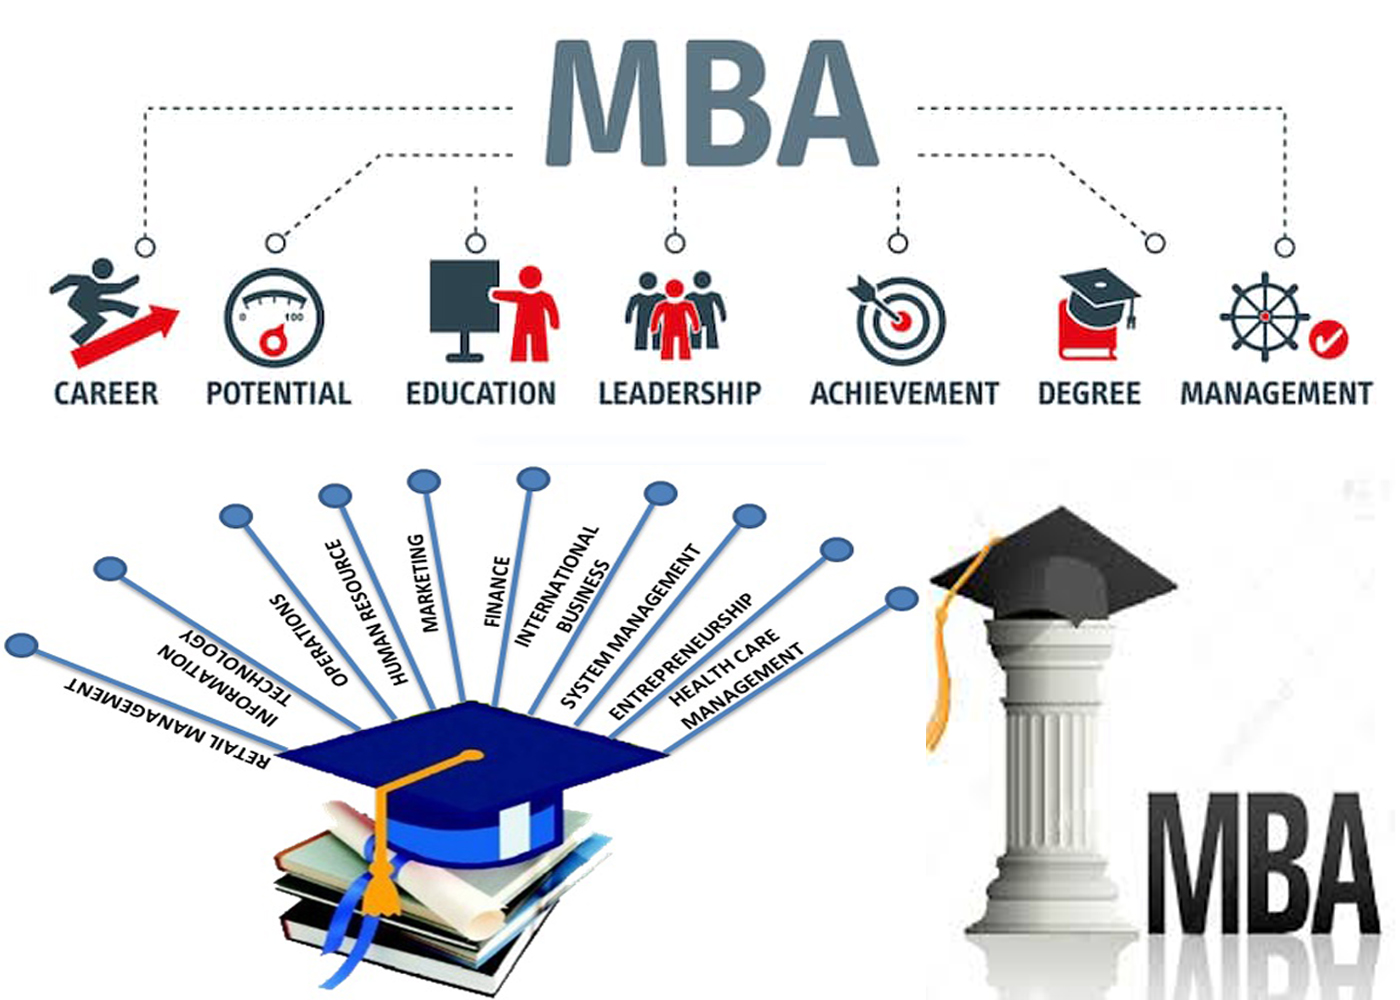 MBA
0
100
CAREER
POTENTIAL
EDUCATION
LEADERSHIP
ACHIEVEMENT
DEGREE
MANAGEMENT
RETAIL MANAGEMENT
INFORMATION
TECHNOLOGY
OPERATIONS
HUMAN RESOURCE
MARKETING
FINANCE
INTERNATIONAL
BUSINESS
SYSTEM MANAGEMENT
ENTREPRENEURSHIP
HEALTH CARE
MANAGEMENT
MBA